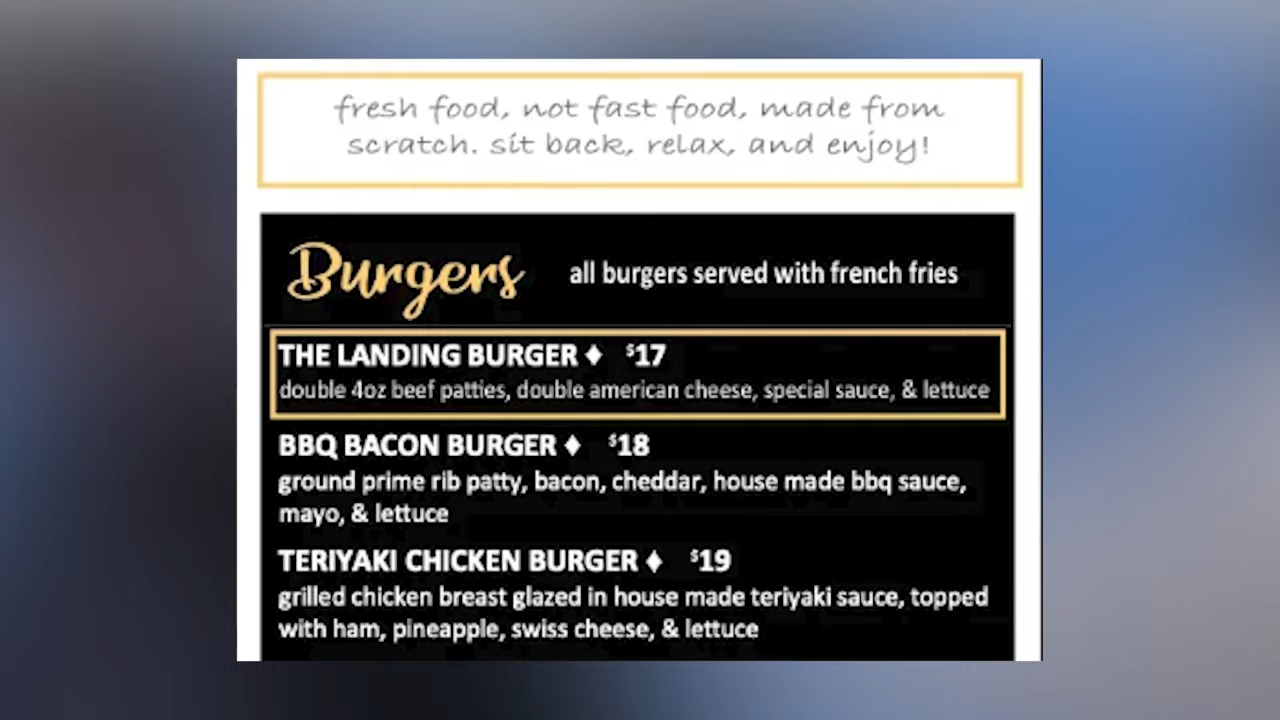 fresh food, not fast food, made from
scratch. sit back, relax, and enjoy!
Burgers all burgers served with french fries
THE LANDING BURGER ♦ $17
double 4oz beef patties, double american cheese, special sauce, & lettuce
BBQ BACON BURGER ♦ $18
ground prime rib patty, bacon, cheddar, house made bbq sauce,
mayo, & lettuce
TERIYAKI CHICKEN BURGER ♦ $19
grilled chicken breast glazed in house made teriyaki sauce, topped
with ham, pineapple, swiss cheese, & lettuce